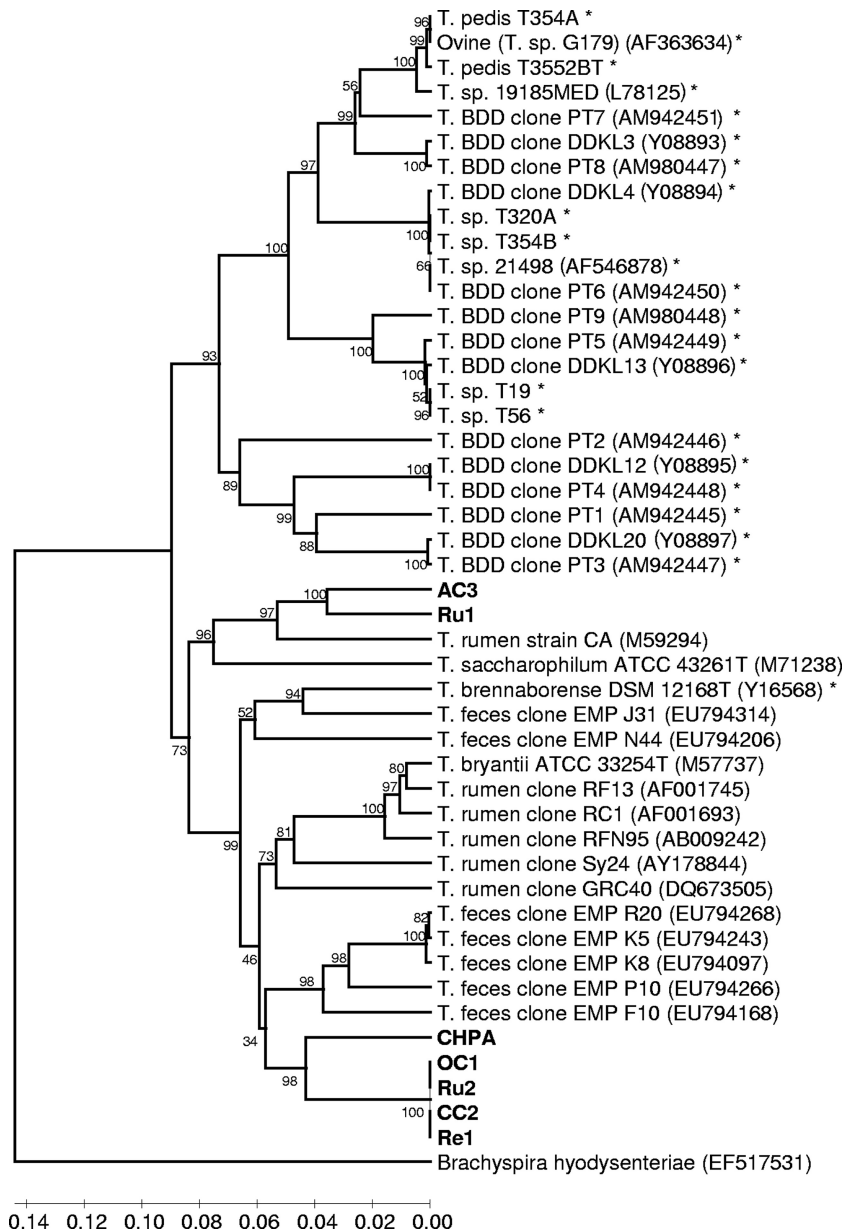 96
T. pedis T354A *
99
Ovine (T. sp. G179) (AF363634) *
100
T. pedis T3552BT *
56
T. sp. 19185MED (L78125) *
99
T. BDD clone PT7 (AM942451) *
T. BDD clone DDKL3 (Y08893) *
97
100
T. BDD clone PT8 (AM980447) *
T. BDD clone DDKL4 (Y08894) *
T. sp. T320A *
100
100
T. sp. T354B *
66
T. sp. 21498 (AF546878) *
T. BDD clone PT6 (AM942450) *
T. BDD clone PT9 (AM980448) *
100
T. BDD clone PT5 (AM942449) *
93
100
T. BDD clone DDKL13 (Y08896) *
52
T. sp. T19 *
96
T. sp. T56 *
T. BDD clone PT2 (AM942446) *
100
T. BDD clone DDKL12 (Y08895) *
89
T. BDD clone PT4 (AM942448) *
99
T. BDD clone PT1 (AM942445) *
88
T. BDD clone DDKL20 (Y08897) *
100
T. BDD clone PT3 (AM942447) *
100
AC3
97
Ru1
96
T. rumen strain CA (M59294)
T. saccharophilum ATCC 43261T (M71238)
94
T. brennaborense DSM 12168T (Y16568) *
52
T. feces clone EMP J31 (EU794314)
73
T. feces clone EMP N44 (EU794206)
80
T. bryantii ATCC 33254T (M57737)
97
T. rumen clone RF13 (AF001745)
100
T. rumen clone RC1 (AF001693)
81
T. rumen clone RFN95 (AB009242)
99
73
T. rumen clone Sy24 (AY178844)
T. rumen clone GRC40 (DQ673505)
82
T. feces clone EMP R20 (EU794268)
100
T. feces clone EMP K5 (EU794243)
46
98
T. feces clone EMP K8 (EU794097)
98
T. feces clone EMP P10 (EU794266)
T. feces clone EMP F10 (EU794168)
34
CHPA
OC1
98
Ru2
100
CC2
Re1
Brachyspira hyodysenteriae (EF517531)
0.14 0.12 0.10 0.08 0.06 0.04 0.02 0.00